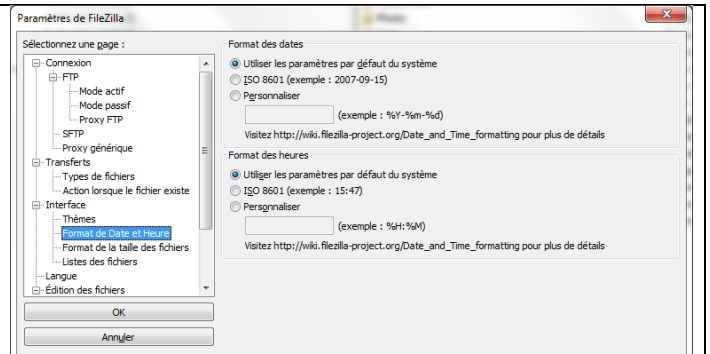 Paramètres de FileZilla
Photo
Sélectionnez une page :
Connexion
FTP
Mode actif
Mode passif
Proxy FTP
SFTP
Proxy générique
Transferts
Types de fichiers
Action lorsque le fichier existe
Interface
Thèmes
Format de Date et Heure
Format de la taille des fichiers
Listes des fichiers
Langue
Édition des fichiers
OK
Annuler
Format des dates
Utiliser les paramètres par défaut du système
ISO 8601 (exemple : 2007-09-15)
Personnaliser
(exemple : %Y-%m-%d)
Visitez http://wiki.filezilla-project.org/Date_and_Time_formatting pour plus de détails
Format des heures
Utiliser les paramètres par défaut du système
ISO 8601 (exemple : 15:47)
Personnaliser
(exemple : %H:%M)
Visitez http://wiki.filezilla-project.org/Date_and_Time_formatting pour plus de détails